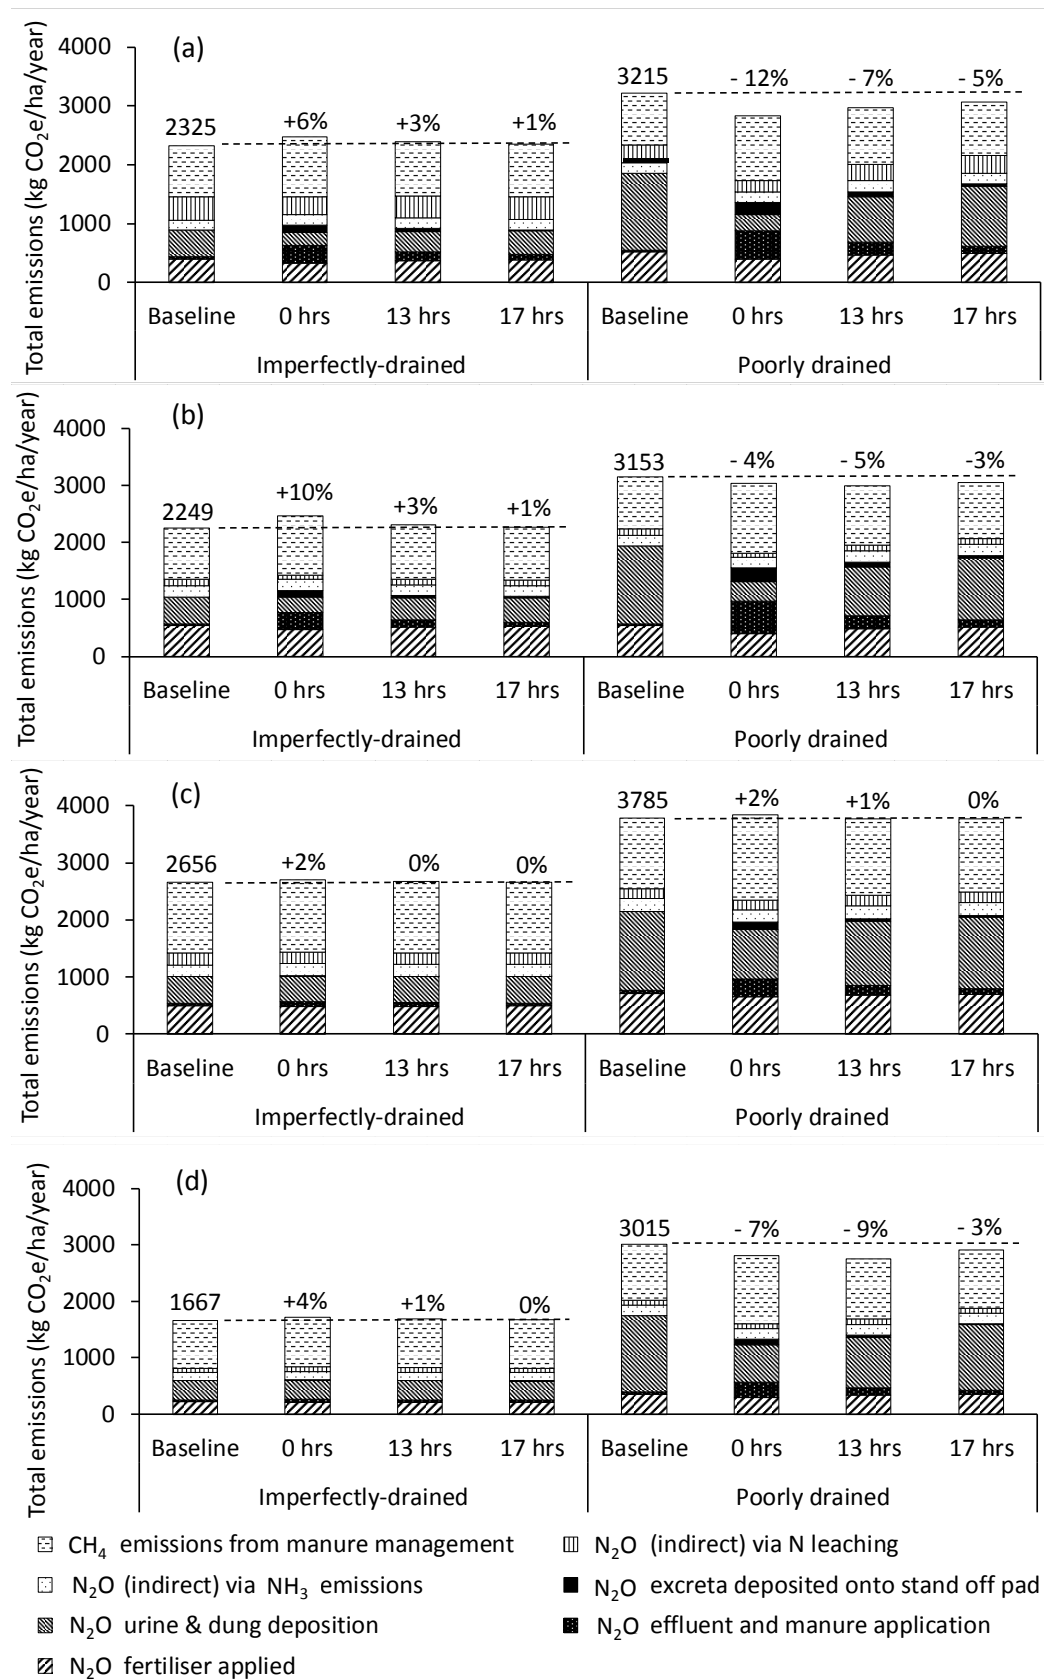 (a)
Total emissions (kg CO₂e/ha/year)
4000
3000
2000
1000
0
2325 +6% +3% +1% 3215 - 12% - 7% - 5%
Baseline 0 hrs 13 hrs 17 hrs Baseline 0 hrs 13 hrs 17 hrs
Imperfectly-drained Poorly drained
(b)
Total emissions (kg CO₂e/ha/year)
4000
3000
2000
1000
0
2249 +10% +3% +1% 3153 - 4% - 5% -3%
Baseline 0 hrs 13 hrs 17 hrs Baseline 0 hrs 13 hrs 17 hrs
Imperfectly-drained Poorly drained
(c)
Total emissions (kg CO₂e/ha/year)
4000
3000
2000
1000
0
2656 +2% 0% 0% 3785 +2% +1% 0%
Baseline 0 hrs 13 hrs 17 hrs Baseline 0 hrs 13 hrs 17 hrs
Imperfectly-drained Poorly drained
(d)
Total emissions (kg CO₂e/ha/year)
4000
3000
2000
1000
0
1667 +4% +1% 0% 3015 - 7% - 9% - 3%
Baseline 0 hrs 13 hrs 17 hrs Baseline 0 hrs 13 hrs 17 hrs
Imperfectly-drained Poorly drained
CH₄ emissions from manure management N₂O (indirect) via N leaching
N₂O (indirect) via NH₃ emissions N₂O excreta deposited onto stand off pad
N₂O urine & dung deposition N₂O effluent and manure application
N₂O fertiliser applied